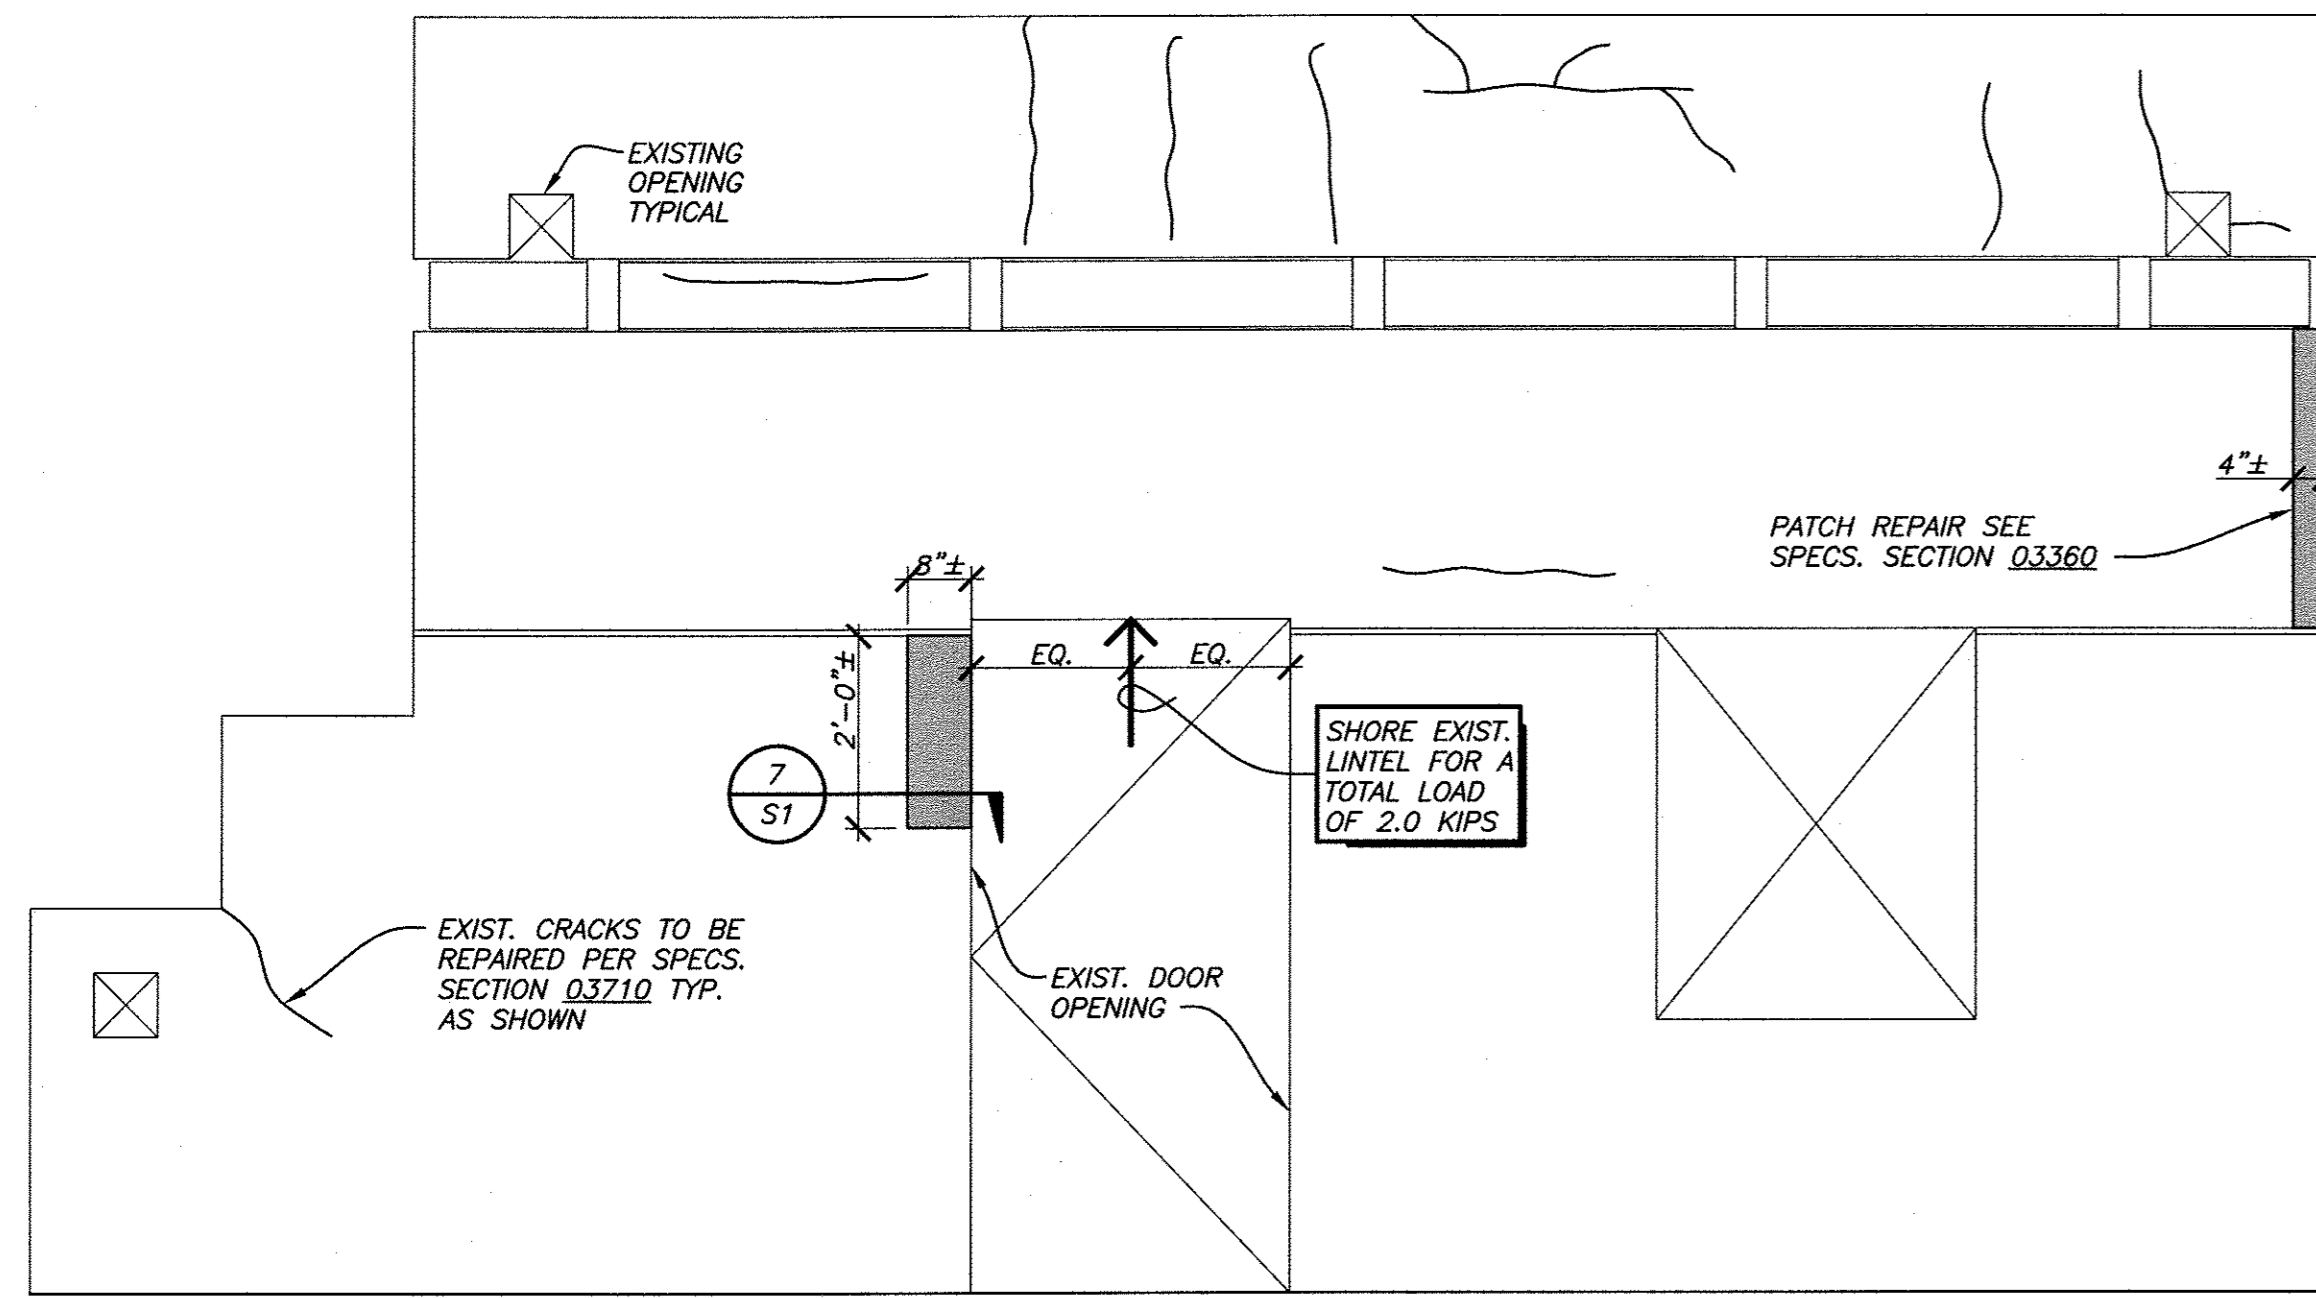 EXISTING
OPENING
TYPICAL
4"±
PATCH REPAIR SEE
SPECS. SECTION 03360
8"±
EQ.
EQ.
2'-0"±
SHORE EXIST.
LINTEL FOR A
TOTAL LOAD
OF 2.0 KIPS
7
S1
EXIST. CRACKS TO BE
REPAIRED PER SPECS.
SECTION 03710 TYP.
AS SHOWN
EXIST. DOOR
OPENING